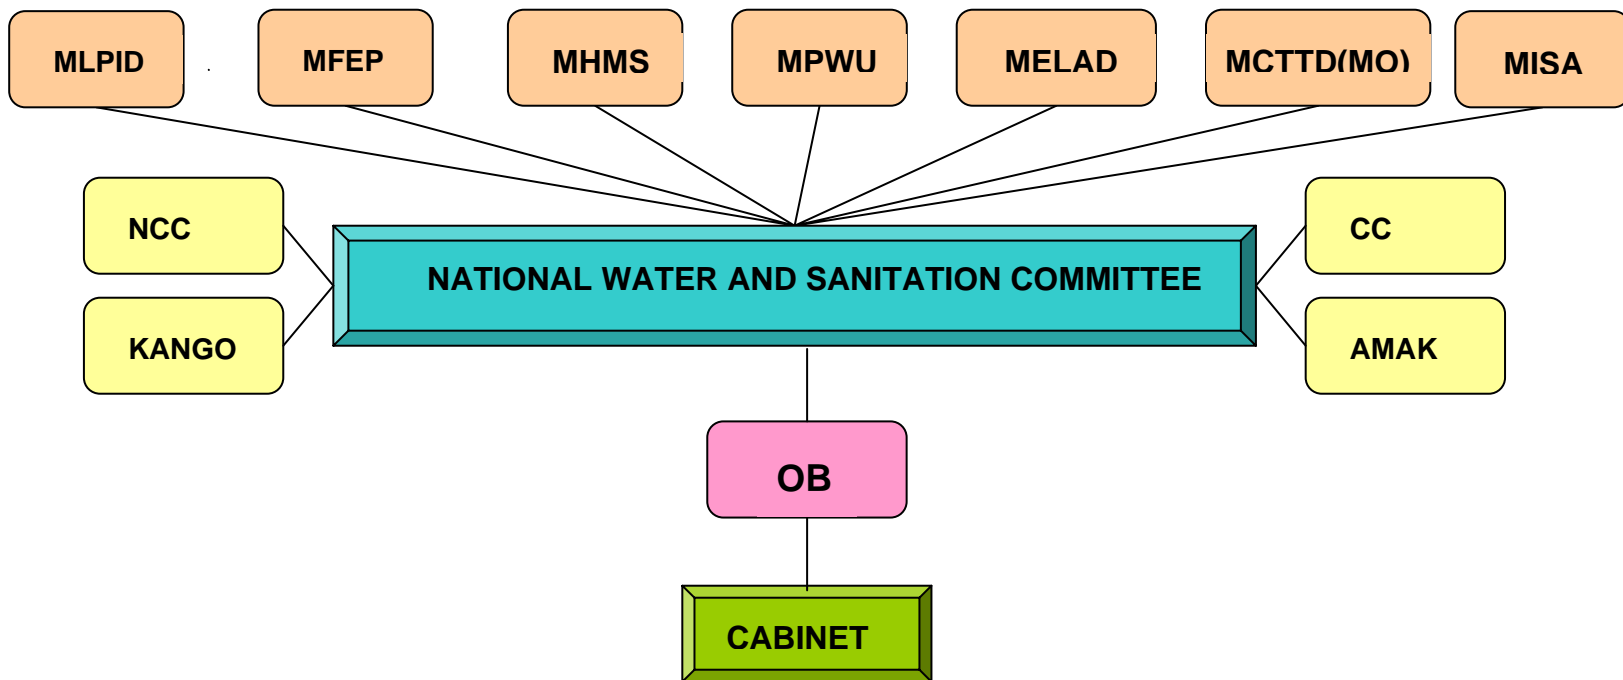 MLPID
MFEP
MHMS
MPWU
MELAD
MCTTD(MO)
MISA
NCC
CC
NATIONAL WATER AND SANITATION COMMITTEE
KANGO
AMAK
OB
CABINET